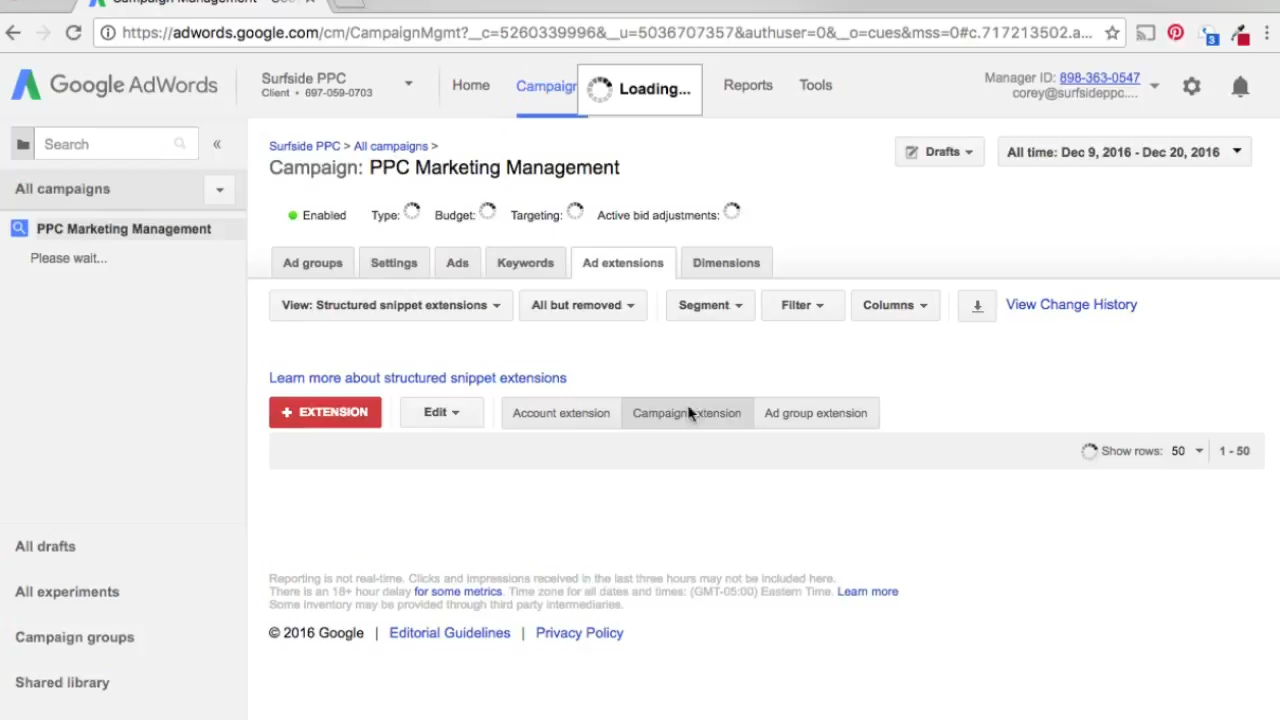 Campaign Management - Goo
https://adwords.google.com/cm/CampaignMgmt?__c=5260339996&__u=5036707357&authuser=0&__o=cues&mss=0#c.717213502.a...
3
Google AdWords
Surfside PPC
Client • 697-059-0703
Home
Campaign
Loading...
Reports
Tools
Manager ID: 898-363-0547
corey@surfsideppc....
Search
«
All campaigns
PPC Marketing Management
Please wait...
All drafts
All experiments
Campaign groups
Shared library
Surfside PPC > All campaigns >
Campaign: PPC Marketing Management
Drafts
All time: Dec 9, 2016 - Dec 20, 2016
Enabled Type: Budget: Targeting: Active bid adjustments:
Ad groups Settings Ads Keywords Ad extensions Dimensions
View: Structured snippet extensions All but removed Segment Filter Columns View Change History
Learn more about structured snippet extensions
+ EXTENSION Edit Account extension Campaign extension Ad group extension
Show rows: 50 1 - 50
Reporting is not real-time. Clicks and impressions received in the last three hours may not be included here.
There is an 18+ hour delay for some metrics. Time zone for all dates and times: (GMT-05:00) Eastern Time. Learn more
Some inventory may be provided through third party intermediaries.
© 2016 Google | Editorial Guidelines | Privacy Policy